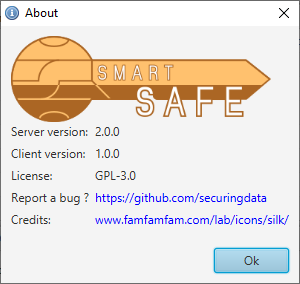 About
SMART
SAFE
Server version: 2.0.0
Client version: 1.0.0
License: GPL-3.0
Report a bug ? https://github.com/securingdata
Credits: www.famfamfam.com/lab/icons/silk/
Ok